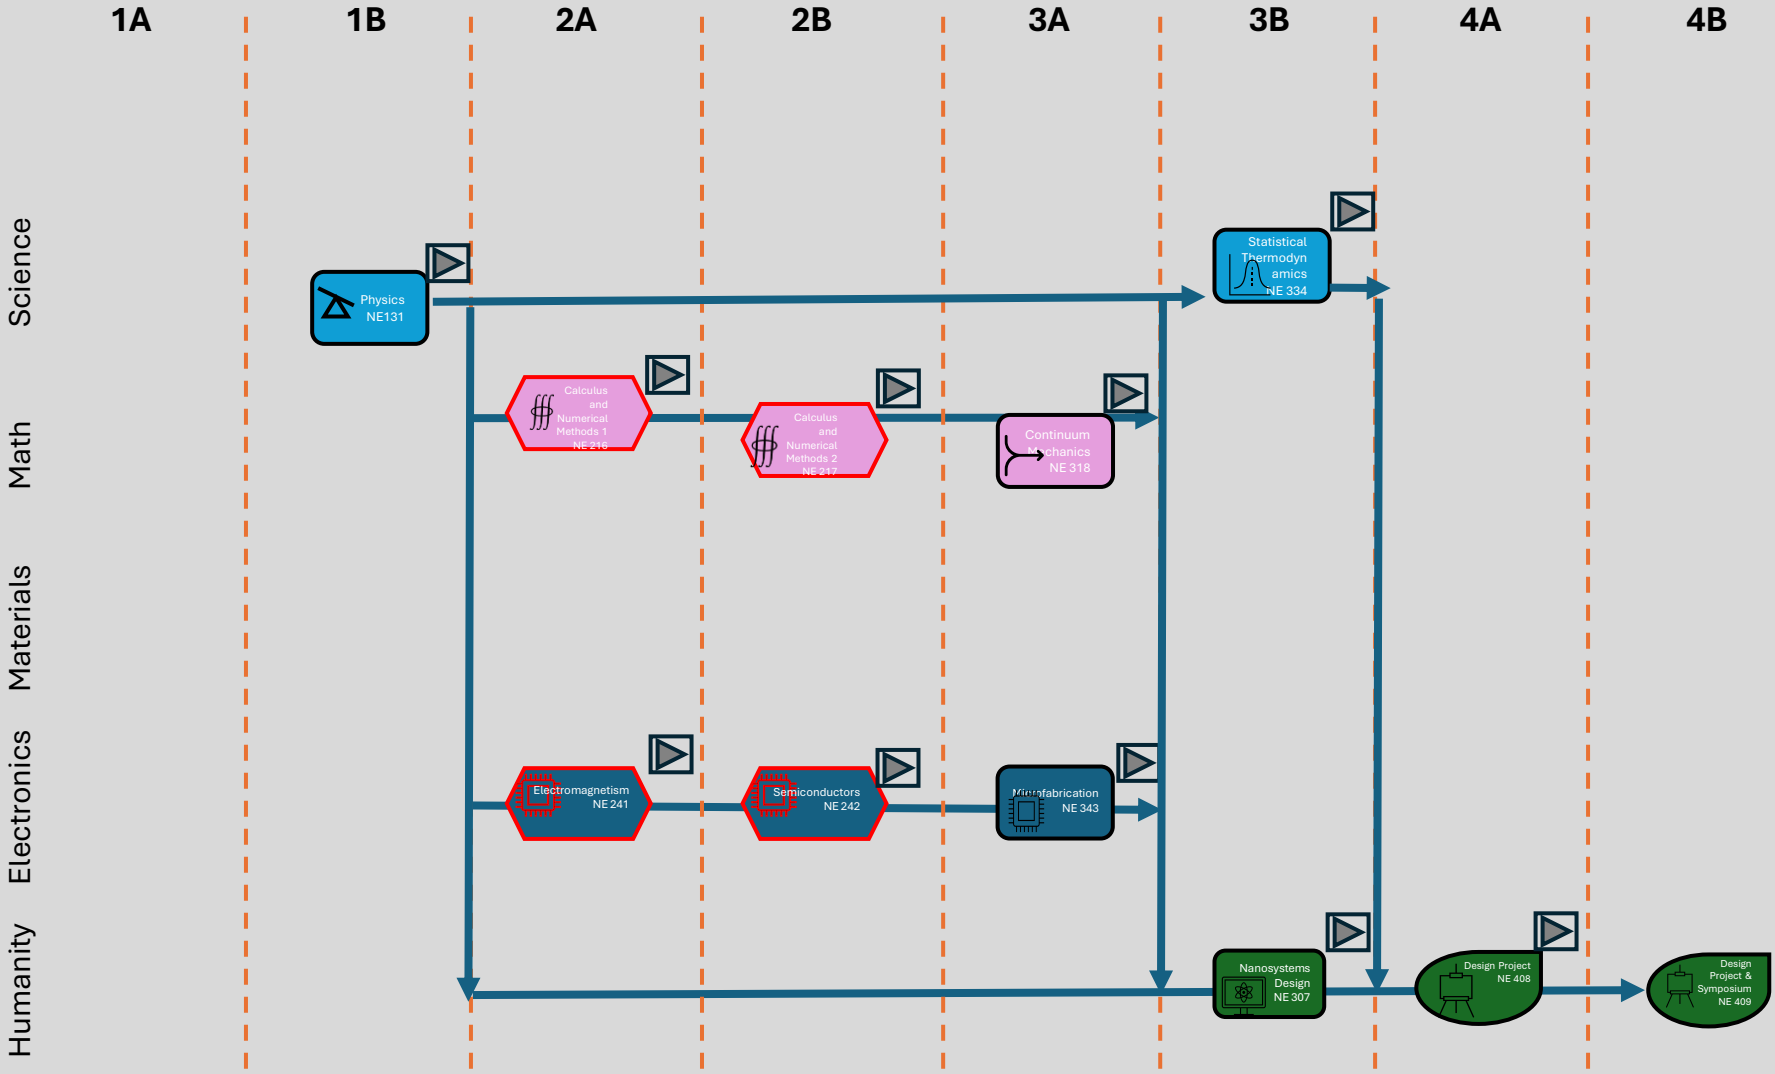 1A
1B
2A
2B
3A
3B
4A
4B
Science
Math
Materials
Electronics
Humanity
Physics
NE131
Statistical
Thermodyn
amics
NE 334
Calculus
and
Numerical
Methods 1
NE 216
Calculus
and
Numerical
Methods 2
NE 217
Continuum
Mechanics
NE 318
Electromagnetism
NE 241
Semiconductors
NE 242
Microfabrication
NE 343
Nanosystems
Design
NE 307
Design Project
NE 408
Design
Project &
Symposium
NE 409